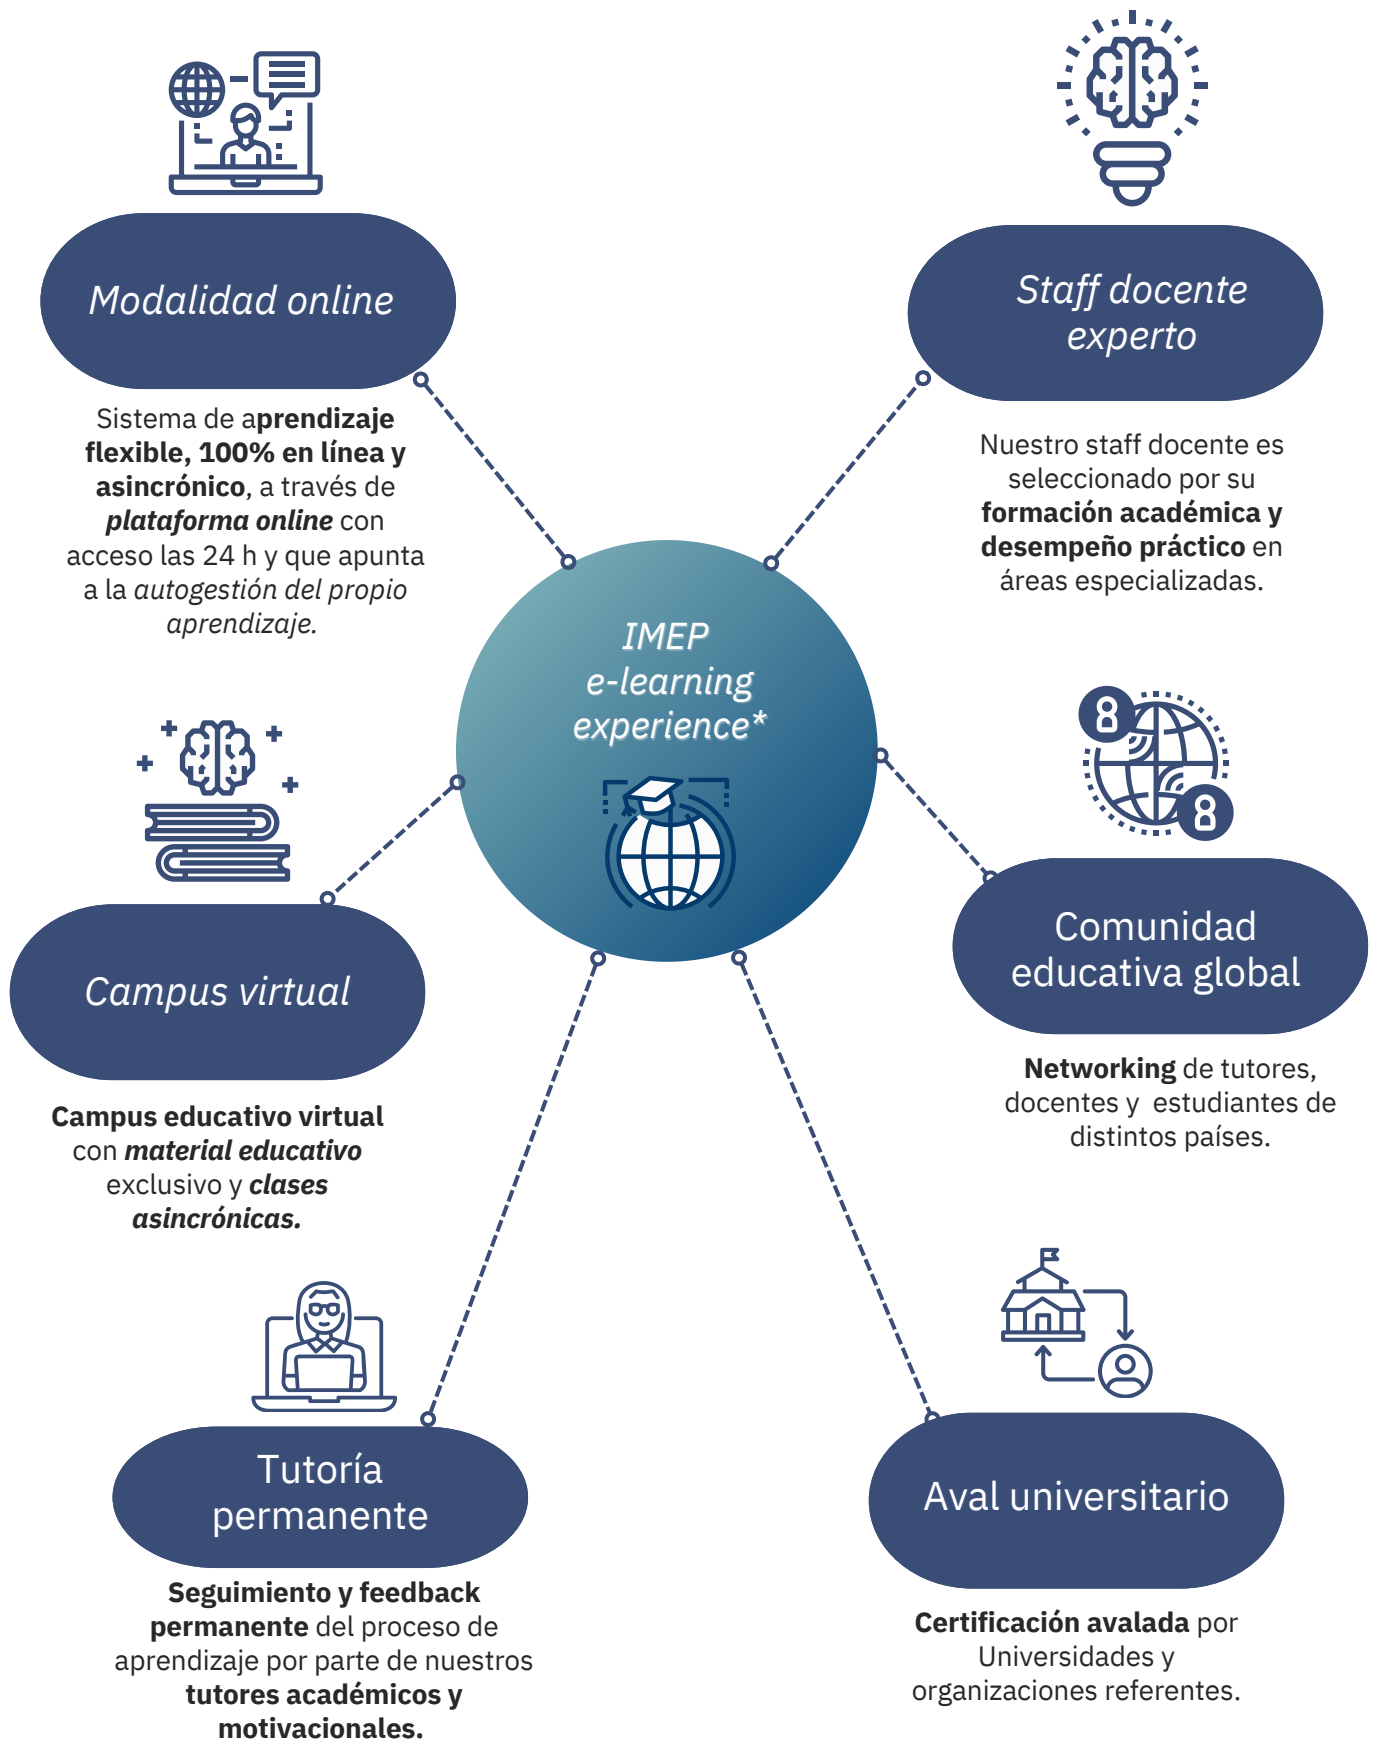 Modalidad online
Sistema de aprendizaje
flexible, 100% en línea y
asincrónico, a través de
plataforma online con
acceso las 24 h y que apunta
a la autogestión del propio
aprendizaje.
Staff docente
experto
Nuestro staff docente es
seleccionado por su
formación académica y
desempeño práctico en
áreas especializadas.
IMEP
e-learning
experience*
Campus virtual
Campus educativo virtual
con material educativo
exclusivo y clases
asincrónicas.
Comunidad
educativa global
Networking de tutores,
docentes y  estudiantes de
distintos países.
Tutoría
permanente
Seguimiento y feedback
permanente del proceso de
aprendizaje por parte de nuestros
tutores académicos y
motivacionales.
Aval universitario
Certificación avalada por
Universidades y
organizaciones referentes.